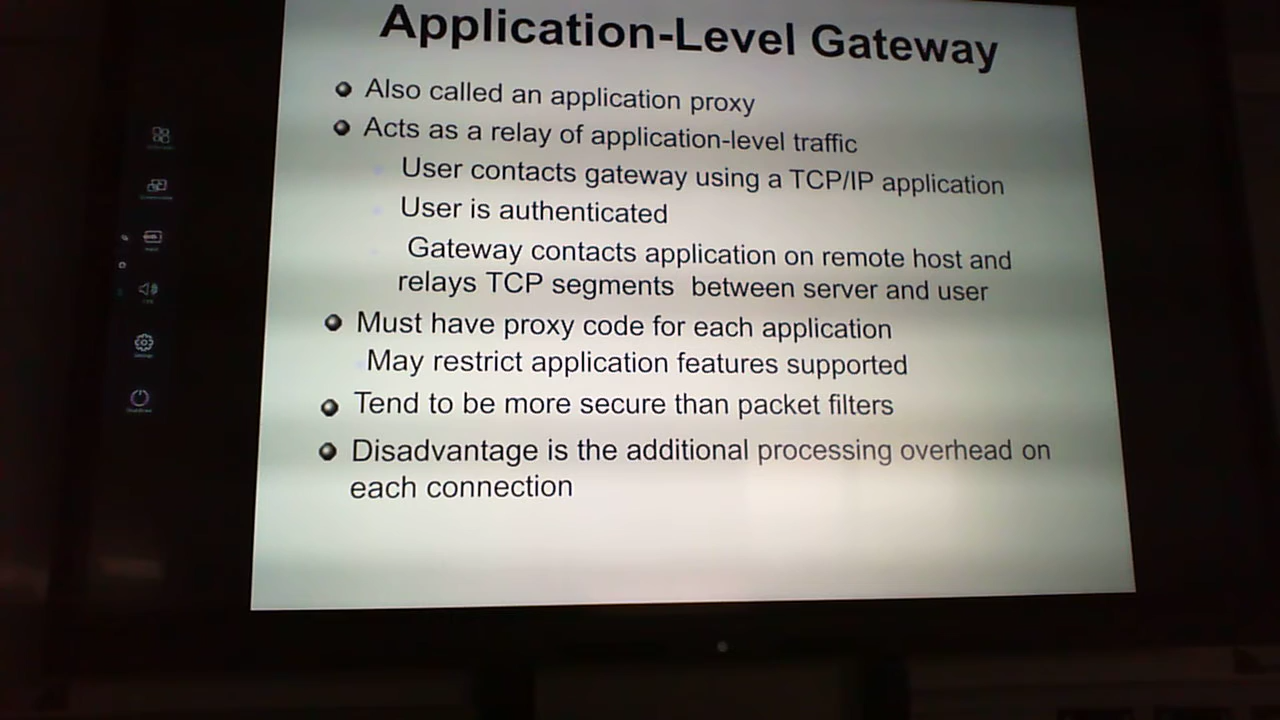 Application-Level Gateway
Also called an application proxy
Acts as a relay of application-level traffic
User contacts gateway using a TCP/IP application
User is authenticated
Gateway contacts application on remote host and
relays TCP segments between server and user
Must have proxy code for each application
May restrict application features supported
Tend to be more secure than packet filters
Disadvantage is the additional processing overhead on
each connection